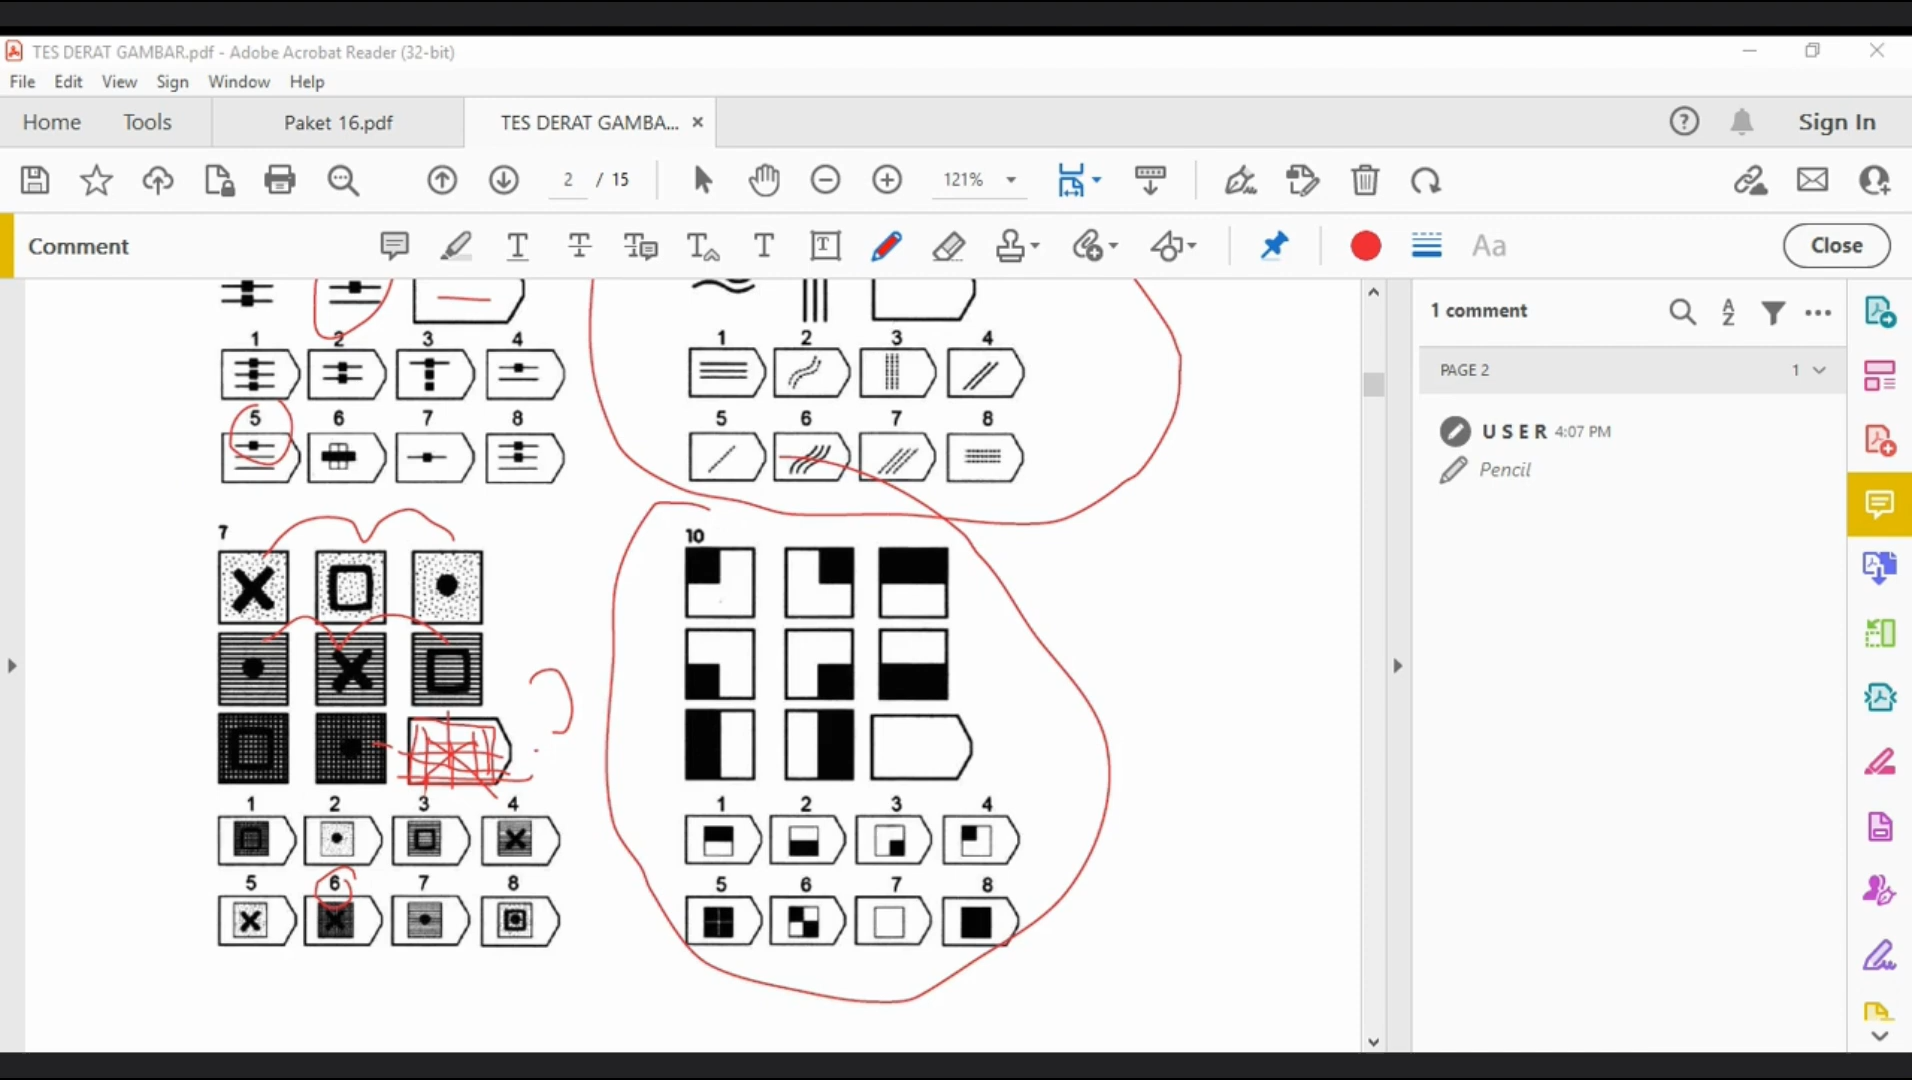 TES DERAT GAMBAR.pdf - Adobe Acrobat Reader (32-bit)
File Edit View Sign Window Help
Home Tools Paket 16.pdf TES DERAT GAMBA... × Sign In
2 / 15 121%
Comment Aa Close
1 comment
PAGE 2 1
USER 4:07 PM
Pencil
1 2 3 4
5 6 7 8
1 2 3 4
5 6 7 8
7
1 2 3 4
5 6 7 8
10
1 2 3 4
5 6 7 8